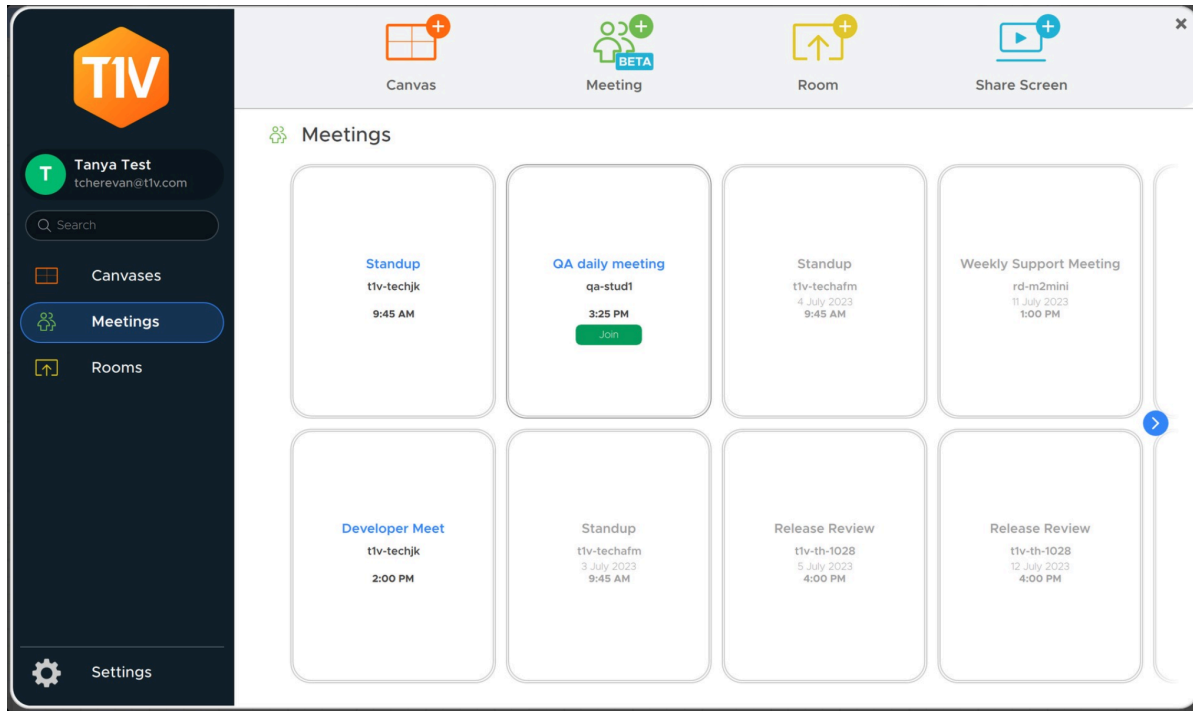 T1V
Canvas
BETA
Meeting
Room
Share Screen
Tanya Test
T
tcherevan@t1v.com
Search
Canvases
Meetings
Rooms
Settings
Meetings
Standup
t1v-techjk
9:45 AM
QA daily meeting
qa-stud1
3:25 PM
Join
Standup
t1v-techafm
4 July 2023
9:45 AM
Weekly Support Meeting
rd-m2mini
11 July 2023
1:00 PM
Developer Meet
t1v-techjk
2:00 PM
Standup
t1v-techafm
3 July 2023
9:45 AM
Release Review
t1v-th-1028
5 July 2023
4:00 PM
Release Review
t1v-th-1028
12 July 2023
4:00 PM